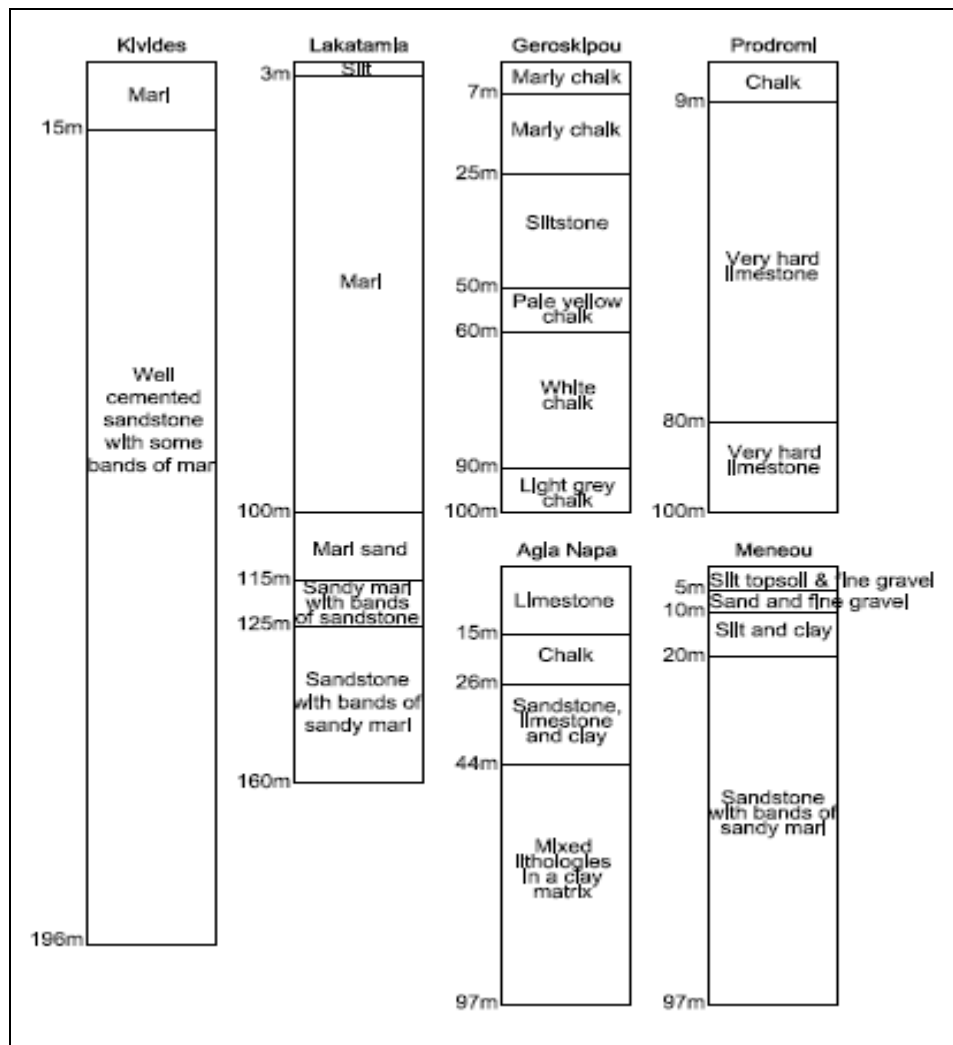 Kivides
Marl
15m
Well
cemented
sandstone
with some
bands of mar
196m
Lakatamia
Silt
3m
Marl
100m
Marl sand
115m
Sandy marl
with bands
of sandstone
125m
Sandstone
with bands of
sandy marl
160m
Geroskipou
Marly chalk
7m
Marly chalk
25m
Siltstone
50m
Pale yellow
chalk
60m
White
chalk
90m
Light grey
chalk
100m
Prodromi
Chalk
9m
Very hard
limestone
80m
Very hard
limestone
100m
Agia Napa
Limestone
15m
Chalk
26m
Sandstone,
limestone
and clay
44m
Mixed
lithologies
in a clay
matrix
97m
Meneou
Silt topsoil & fine gravel
5m
Sand and fine gravel
10m
Silt and clay
20m
Sandstone
with bands of
sandy marl
97m